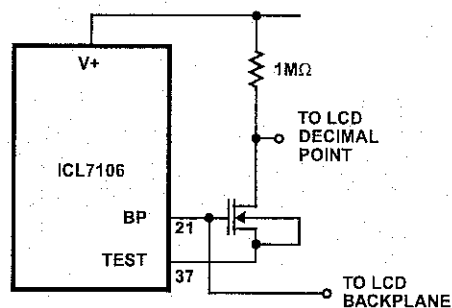 V+
1MΩ
TO LCD
DECIMAL
POINT
ICL7106
BP
21
TEST
37
TO LCD
BACKPLANE